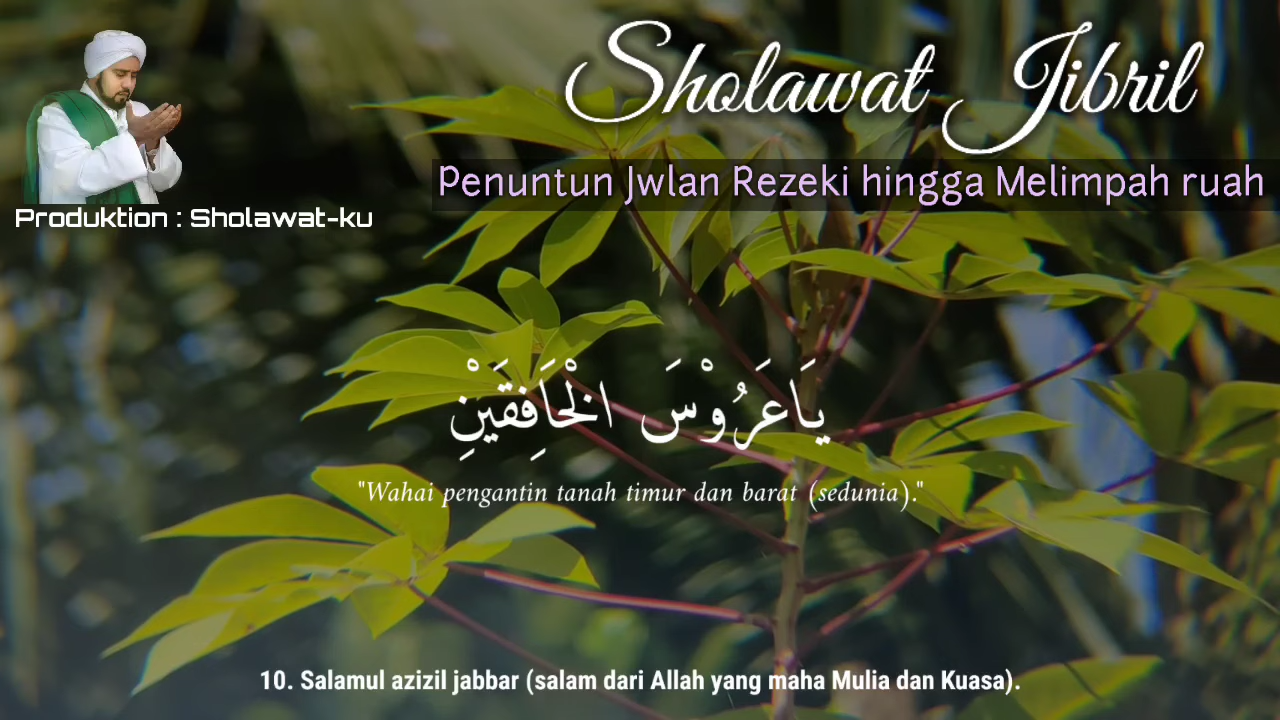 Sholawat Jibril
Penuntun Jwlan Rezeki hingga Melimpah ruah
Produktion : Sholawat-ku
يَاعَرُوْسَ الْخَافِقَيْنِ
"Wahai pengantin tanah timur dan barat (sedunia)."
10. Salamul azizil jabbar (salam dari Allah yang maha Mulia dan Kuasa).